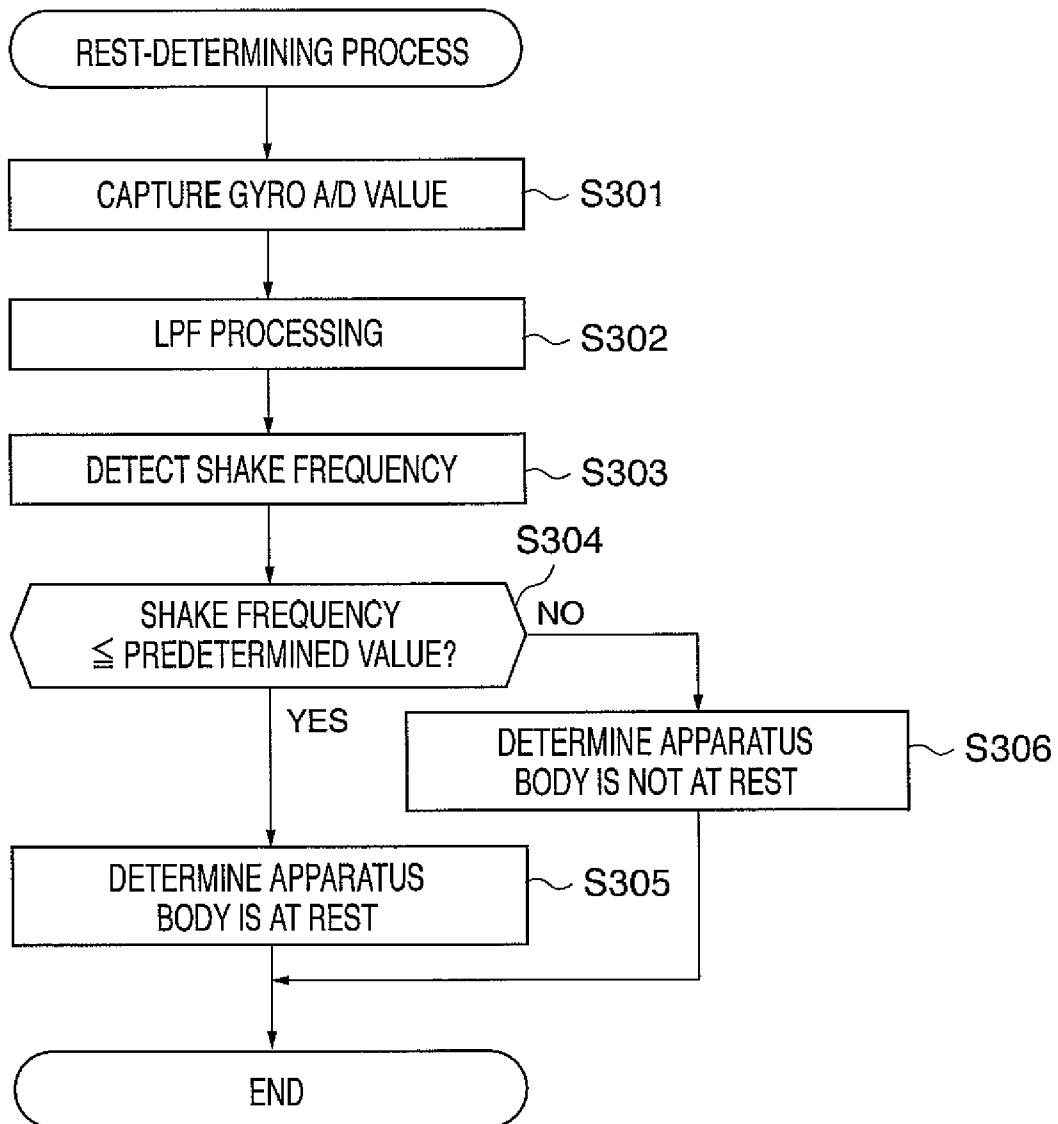 REST-DETERMINING PROCESS
CAPTURE GYRO A/D VALUE
S301
LPF PROCESSING
S302
DETECT SHAKE FREQUENCY
S303
S304
SHAKE FREQUENCY
≦ PREDETERMINED VALUE?
NO
YES
DETERMINE APPARATUS
BODY IS NOT AT REST
S306
DETERMINE APPARATUS
BODY IS AT REST
S305
END